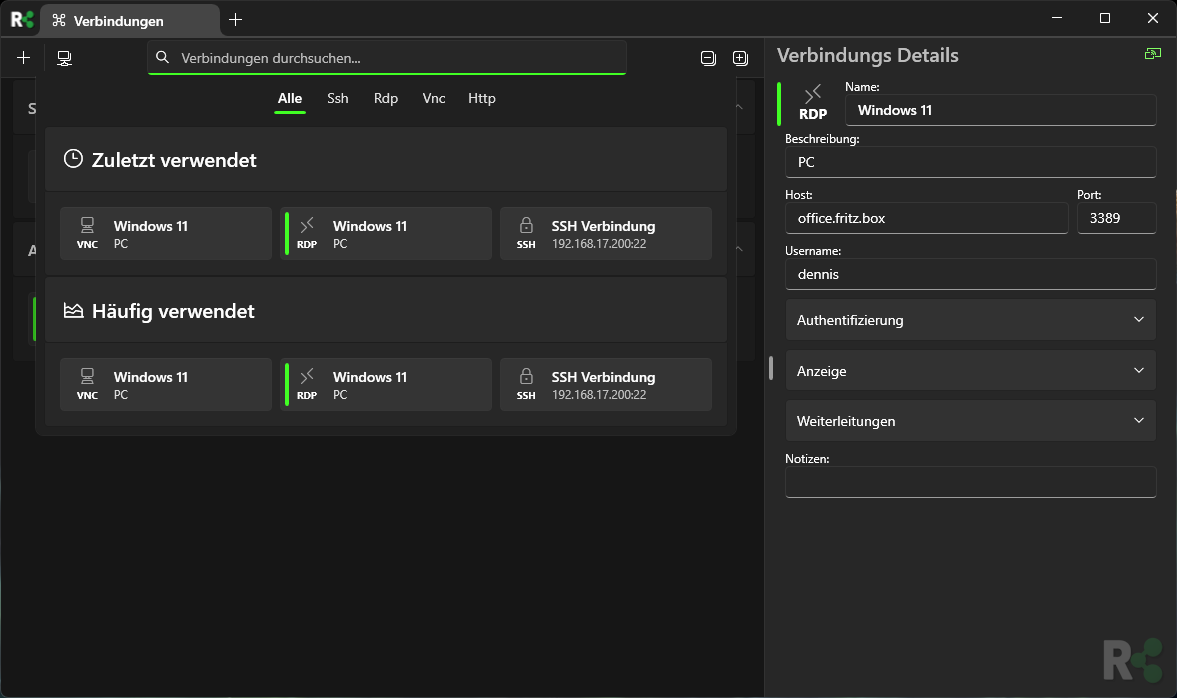 R
Verbindungen
Verbindungen durchsuchen...
Alle Ssh Rdp Vnc Http
S
Zuletzt verwendet
Windows 11
VNC PC
Windows 11
RDP PC
SSH Verbindung
SSH 192.168.17.200:22
A
Häufig verwendet
Windows 11
VNC PC
Windows 11
RDP PC
SSH Verbindung
SSH 192.168.17.200:22
Verbindungs Details
RDP
Name:
Windows 11
Beschreibung:
PC
Host: Port:
office.fritz.box 3389
Username:
dennis
Authentifizierung
Anzeige
Weiterleitungen
Notizen:
R